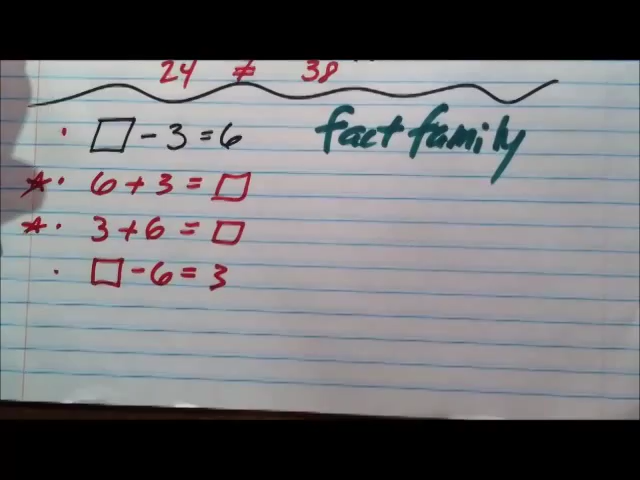 24 ≠ 38
□ - 3 = 6 fact family
☆ · 6 + 3 = □
☆ · 3 + 6 = □
· □ - 6 = 3